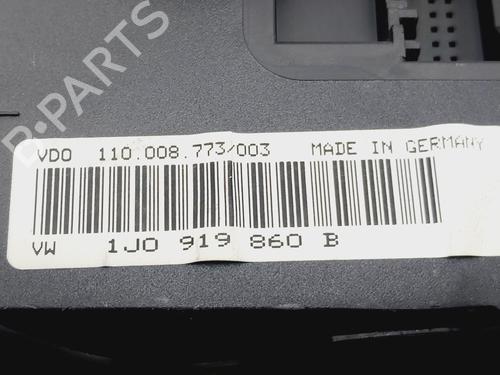 B-PARTS
VDO 110.008.773/003 MADE IN GERMANY
VW 1J0 919 860 B